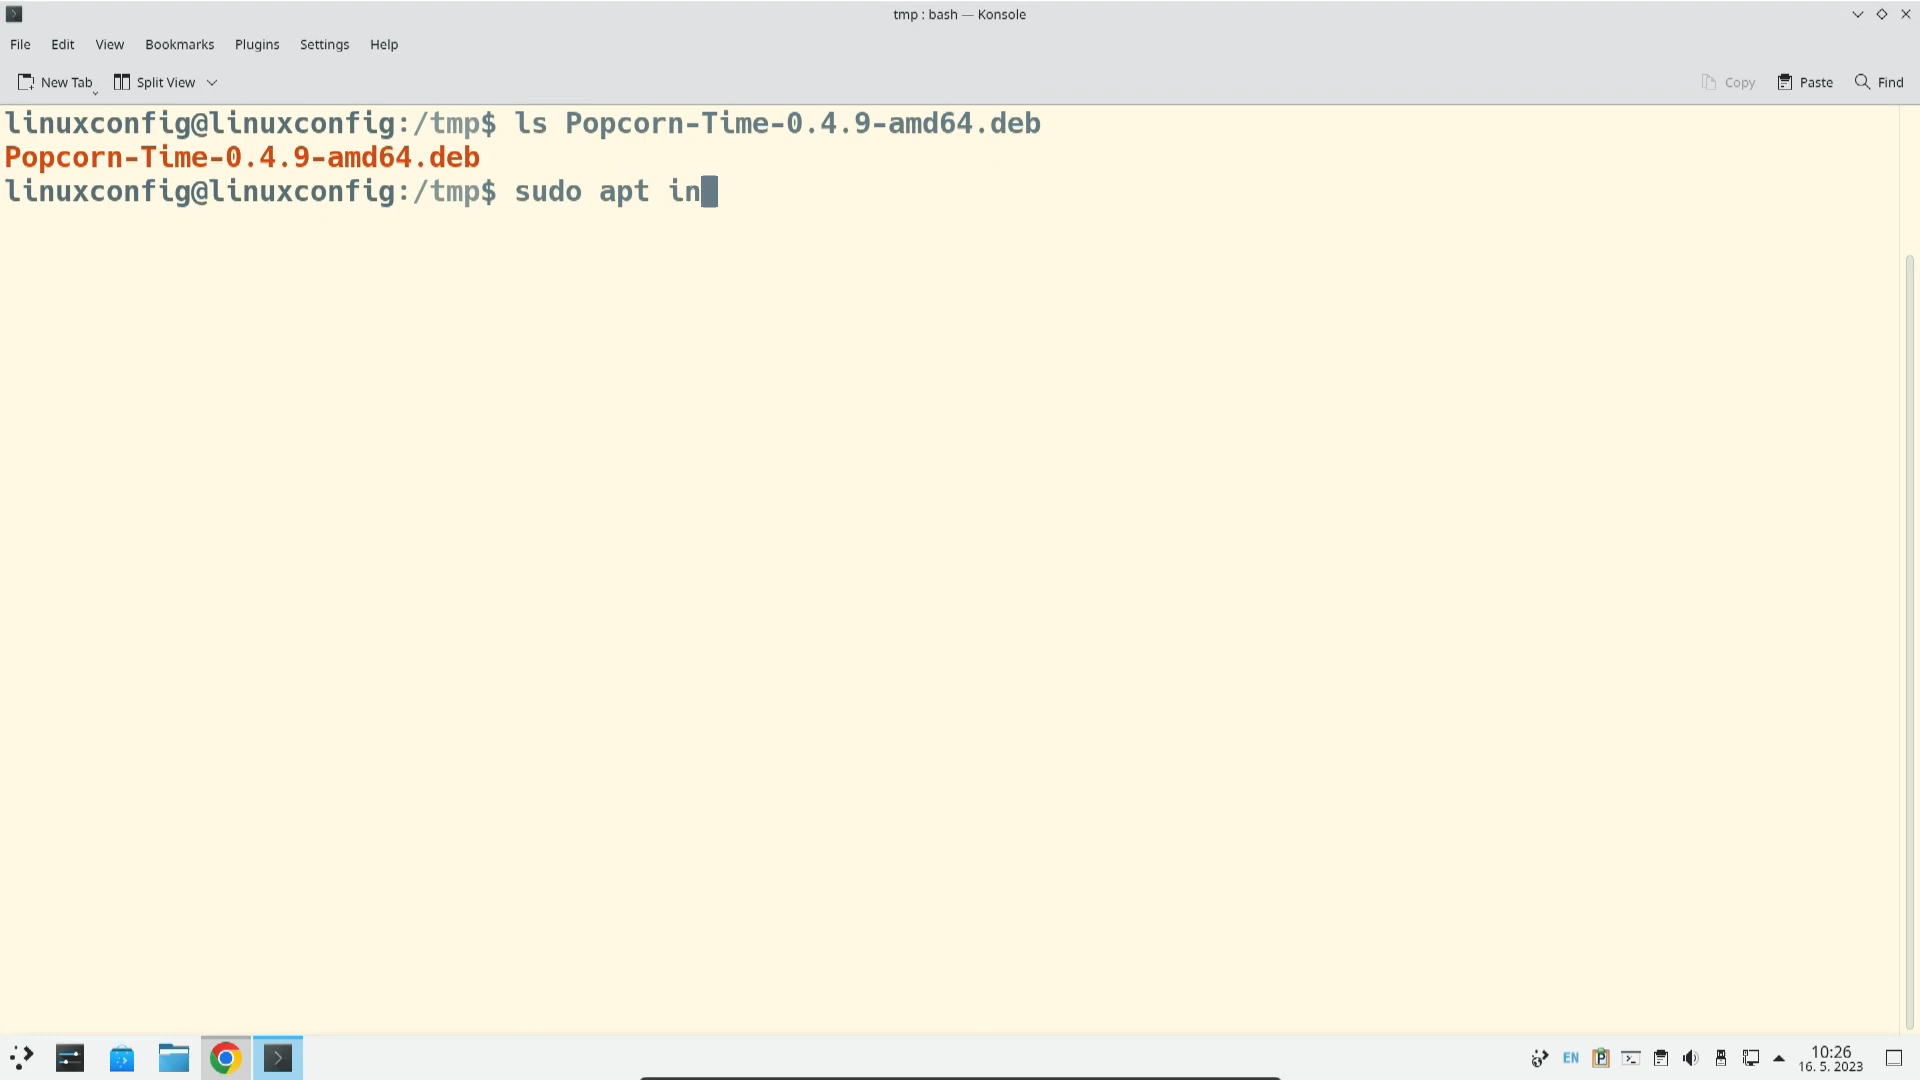 tmp : bash — Konsole
File Edit View Bookmarks Plugins Settings Help
New Tab Split View Copy Paste Find
linuxconfig@linuxconfig:/tmp$ ls Popcorn-Time-0.4.9-amd64.deb
Popcorn-Time-0.4.9-amd64.deb
linuxconfig@linuxconfig:/tmp$ sudo apt in
EN P 10:26
16. 5. 2023